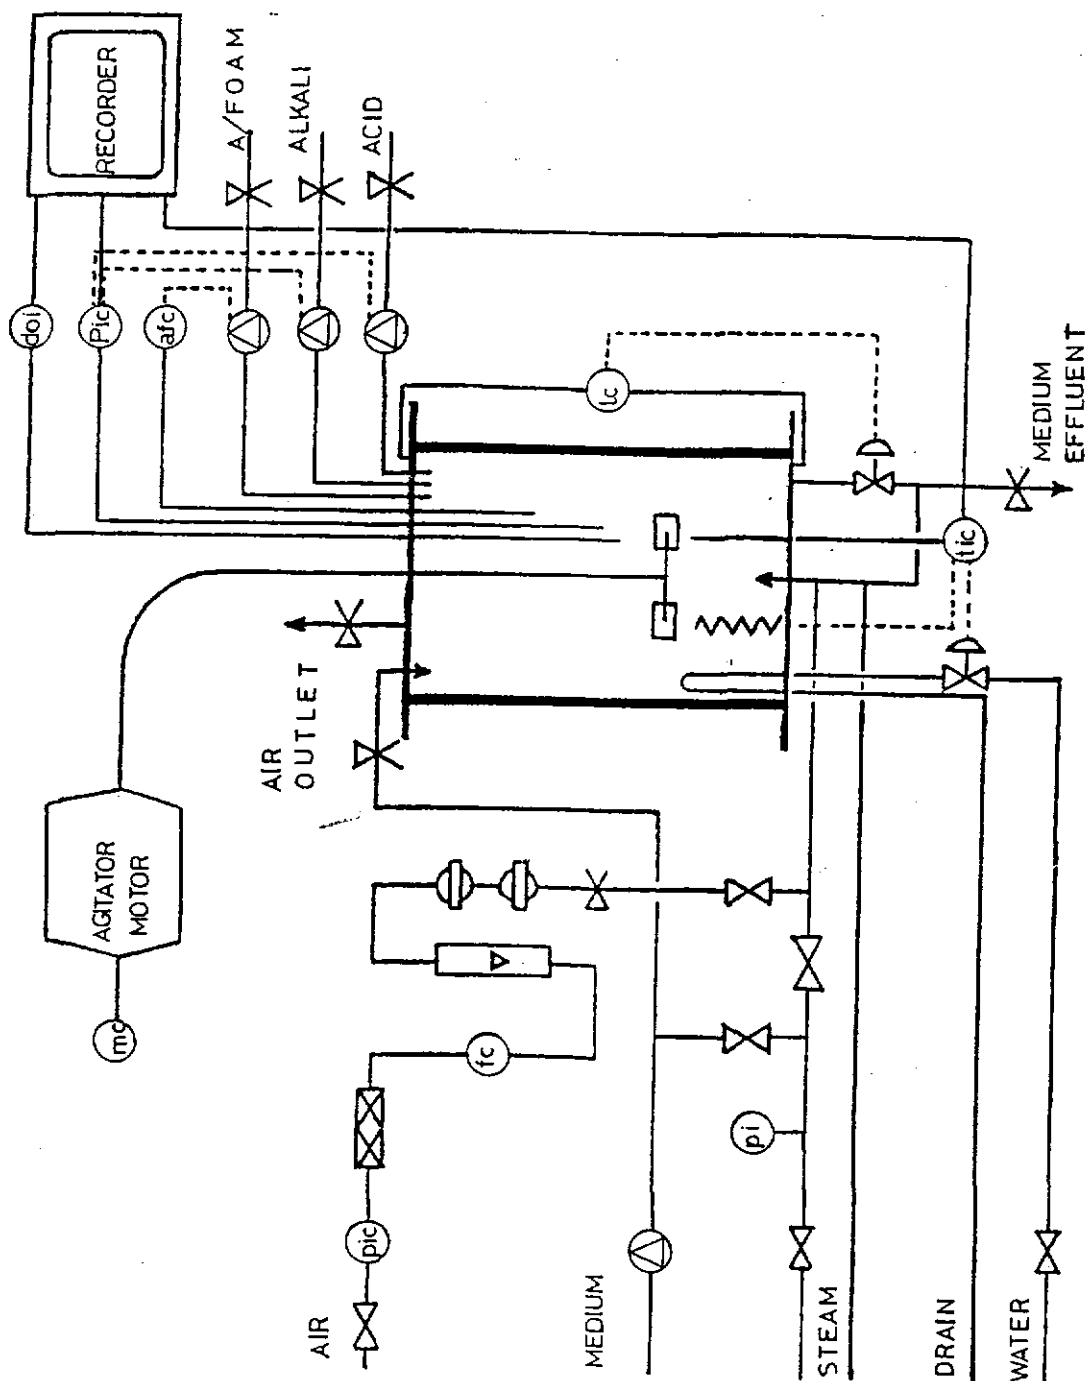 RECORDER
A/FOAM
ALKALI
ACID
doi
Pic
afc
lc
MEDIUM
EFFLUENT
tic
AIR
OUTLET
AGITATOR
MOTOR
mc
fc
pi
pic
AIR
MEDIUM
STEAM
DRAIN
WATER